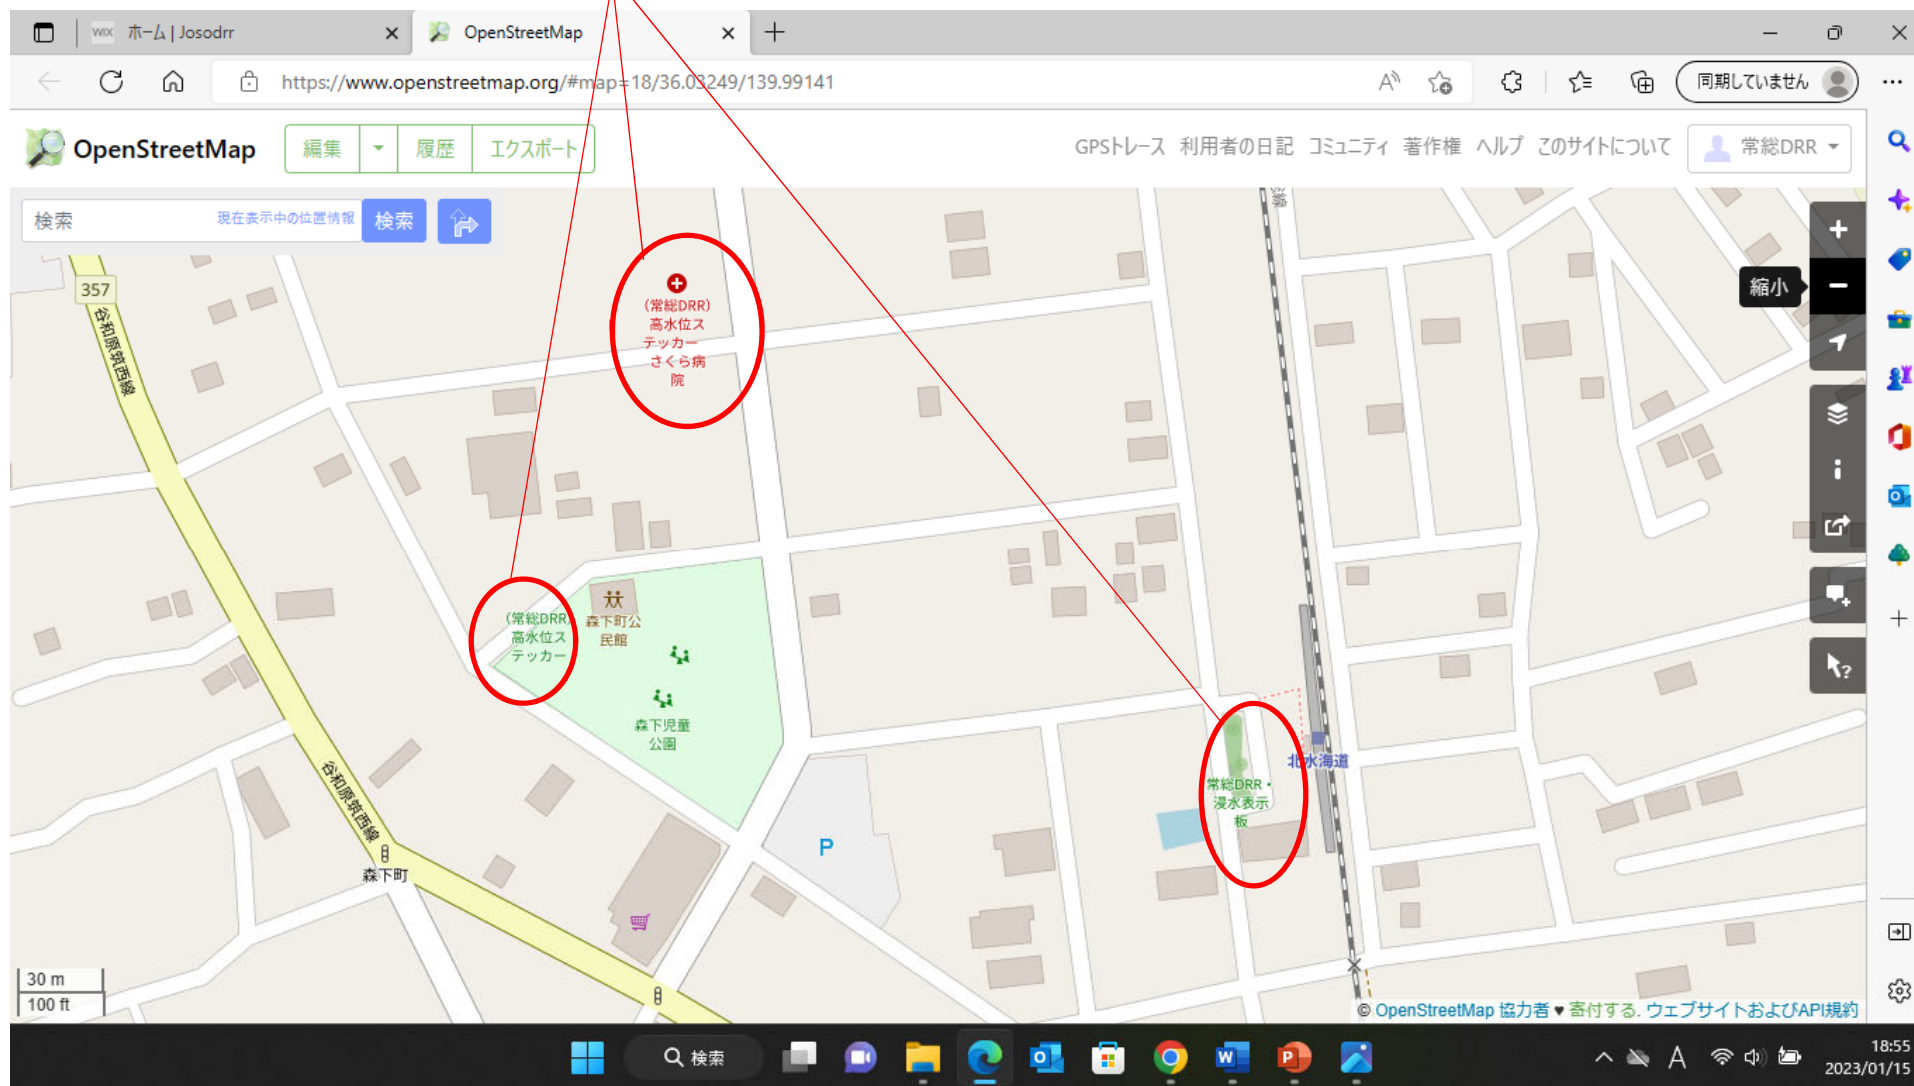 WIX ホーム | Josodrr
OpenStreetMap
https://www.openstreetmap.org/#map=18/36.03249/139.99141
同期していません
OpenStreetMap
編集
履歴
エクスポート
GPSトレース 利用者の日記 コミュニティ 著作権 ヘルプ このサイトについて
常総DRR
検索
現在表示中の位置情報
検索
縮小
357
谷和原筑西線
(常総DRR)
高水位ス
テッカー
さくら病
院
(常総DRR)
高水位ス
テッカー
森下町公
民館
森下児童
公園
北水海道
常総DRR・
浸水表示
板
谷和原筑西線
森下町
P
30 m
100 ft
© OpenStreetMap 協力者 ♥ 寄付する. ウェブサイトおよびAPI規約
検索
A
18:55
2023/01/15